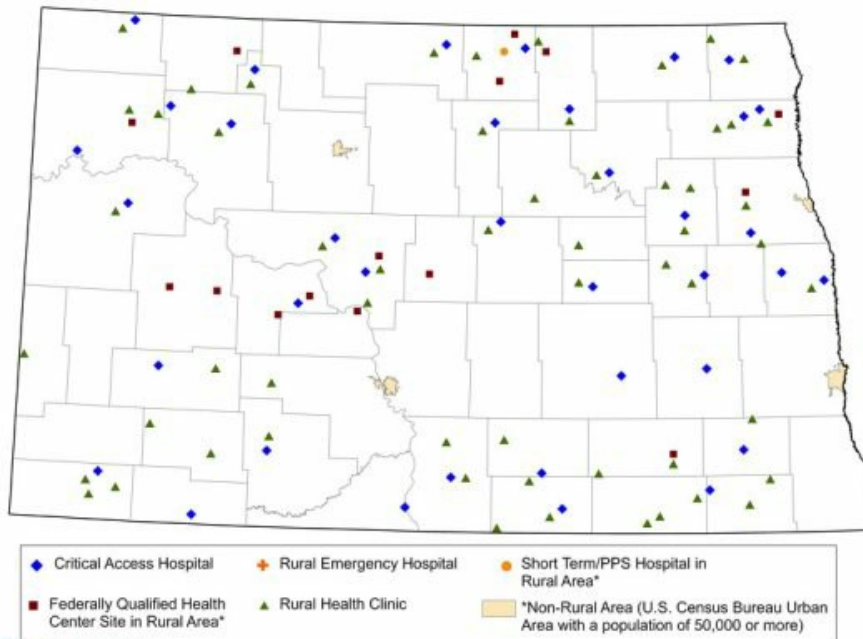 Critical Access Hospital
Rural Emergency Hospital
Short Term/PPS Hospital in
Rural Area*
Federally Qualified Health
Center Site in Rural Area*
Rural Health Clinic
*Non-Rural Area (U.S. Census Bureau Urban
Area with a population of 50,000 or more)